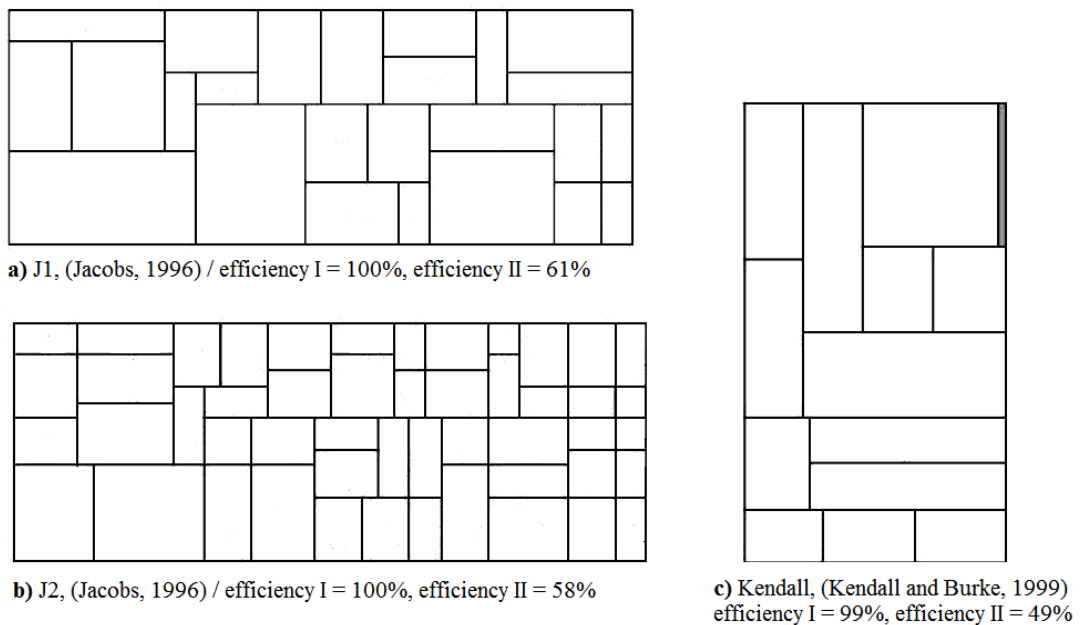 a) J1, (Jacobs, 1996) / efficiency I = 100%, efficiency II = 61%
b) J2, (Jacobs, 1996) / efficiency I = 100%, efficiency II = 58%
c) Kendall, (Kendall and Burke, 1999)
efficiency I = 99%, efficiency II = 49%